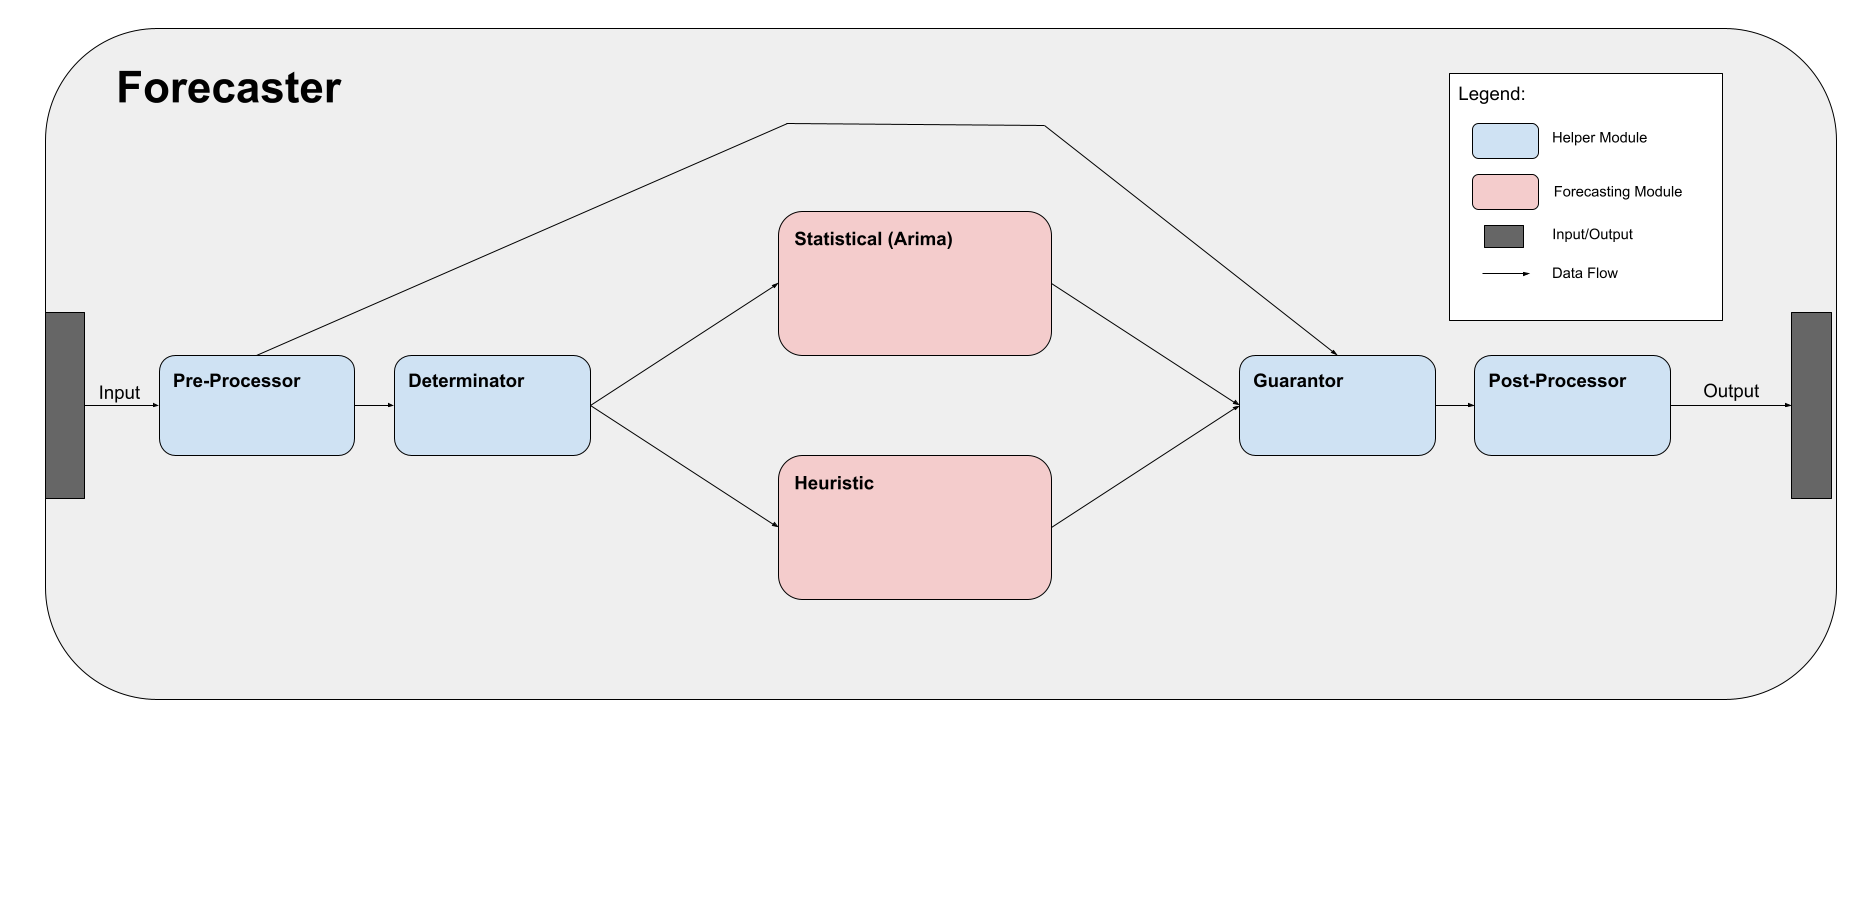 Forecaster
Legend:
Helper Module
Forecasting Module
Input/Output
Data Flow
Statistical (Arima)
Input
Pre-Processor
Determinator
Guarantor
Post-Processor
Output
Heuristic